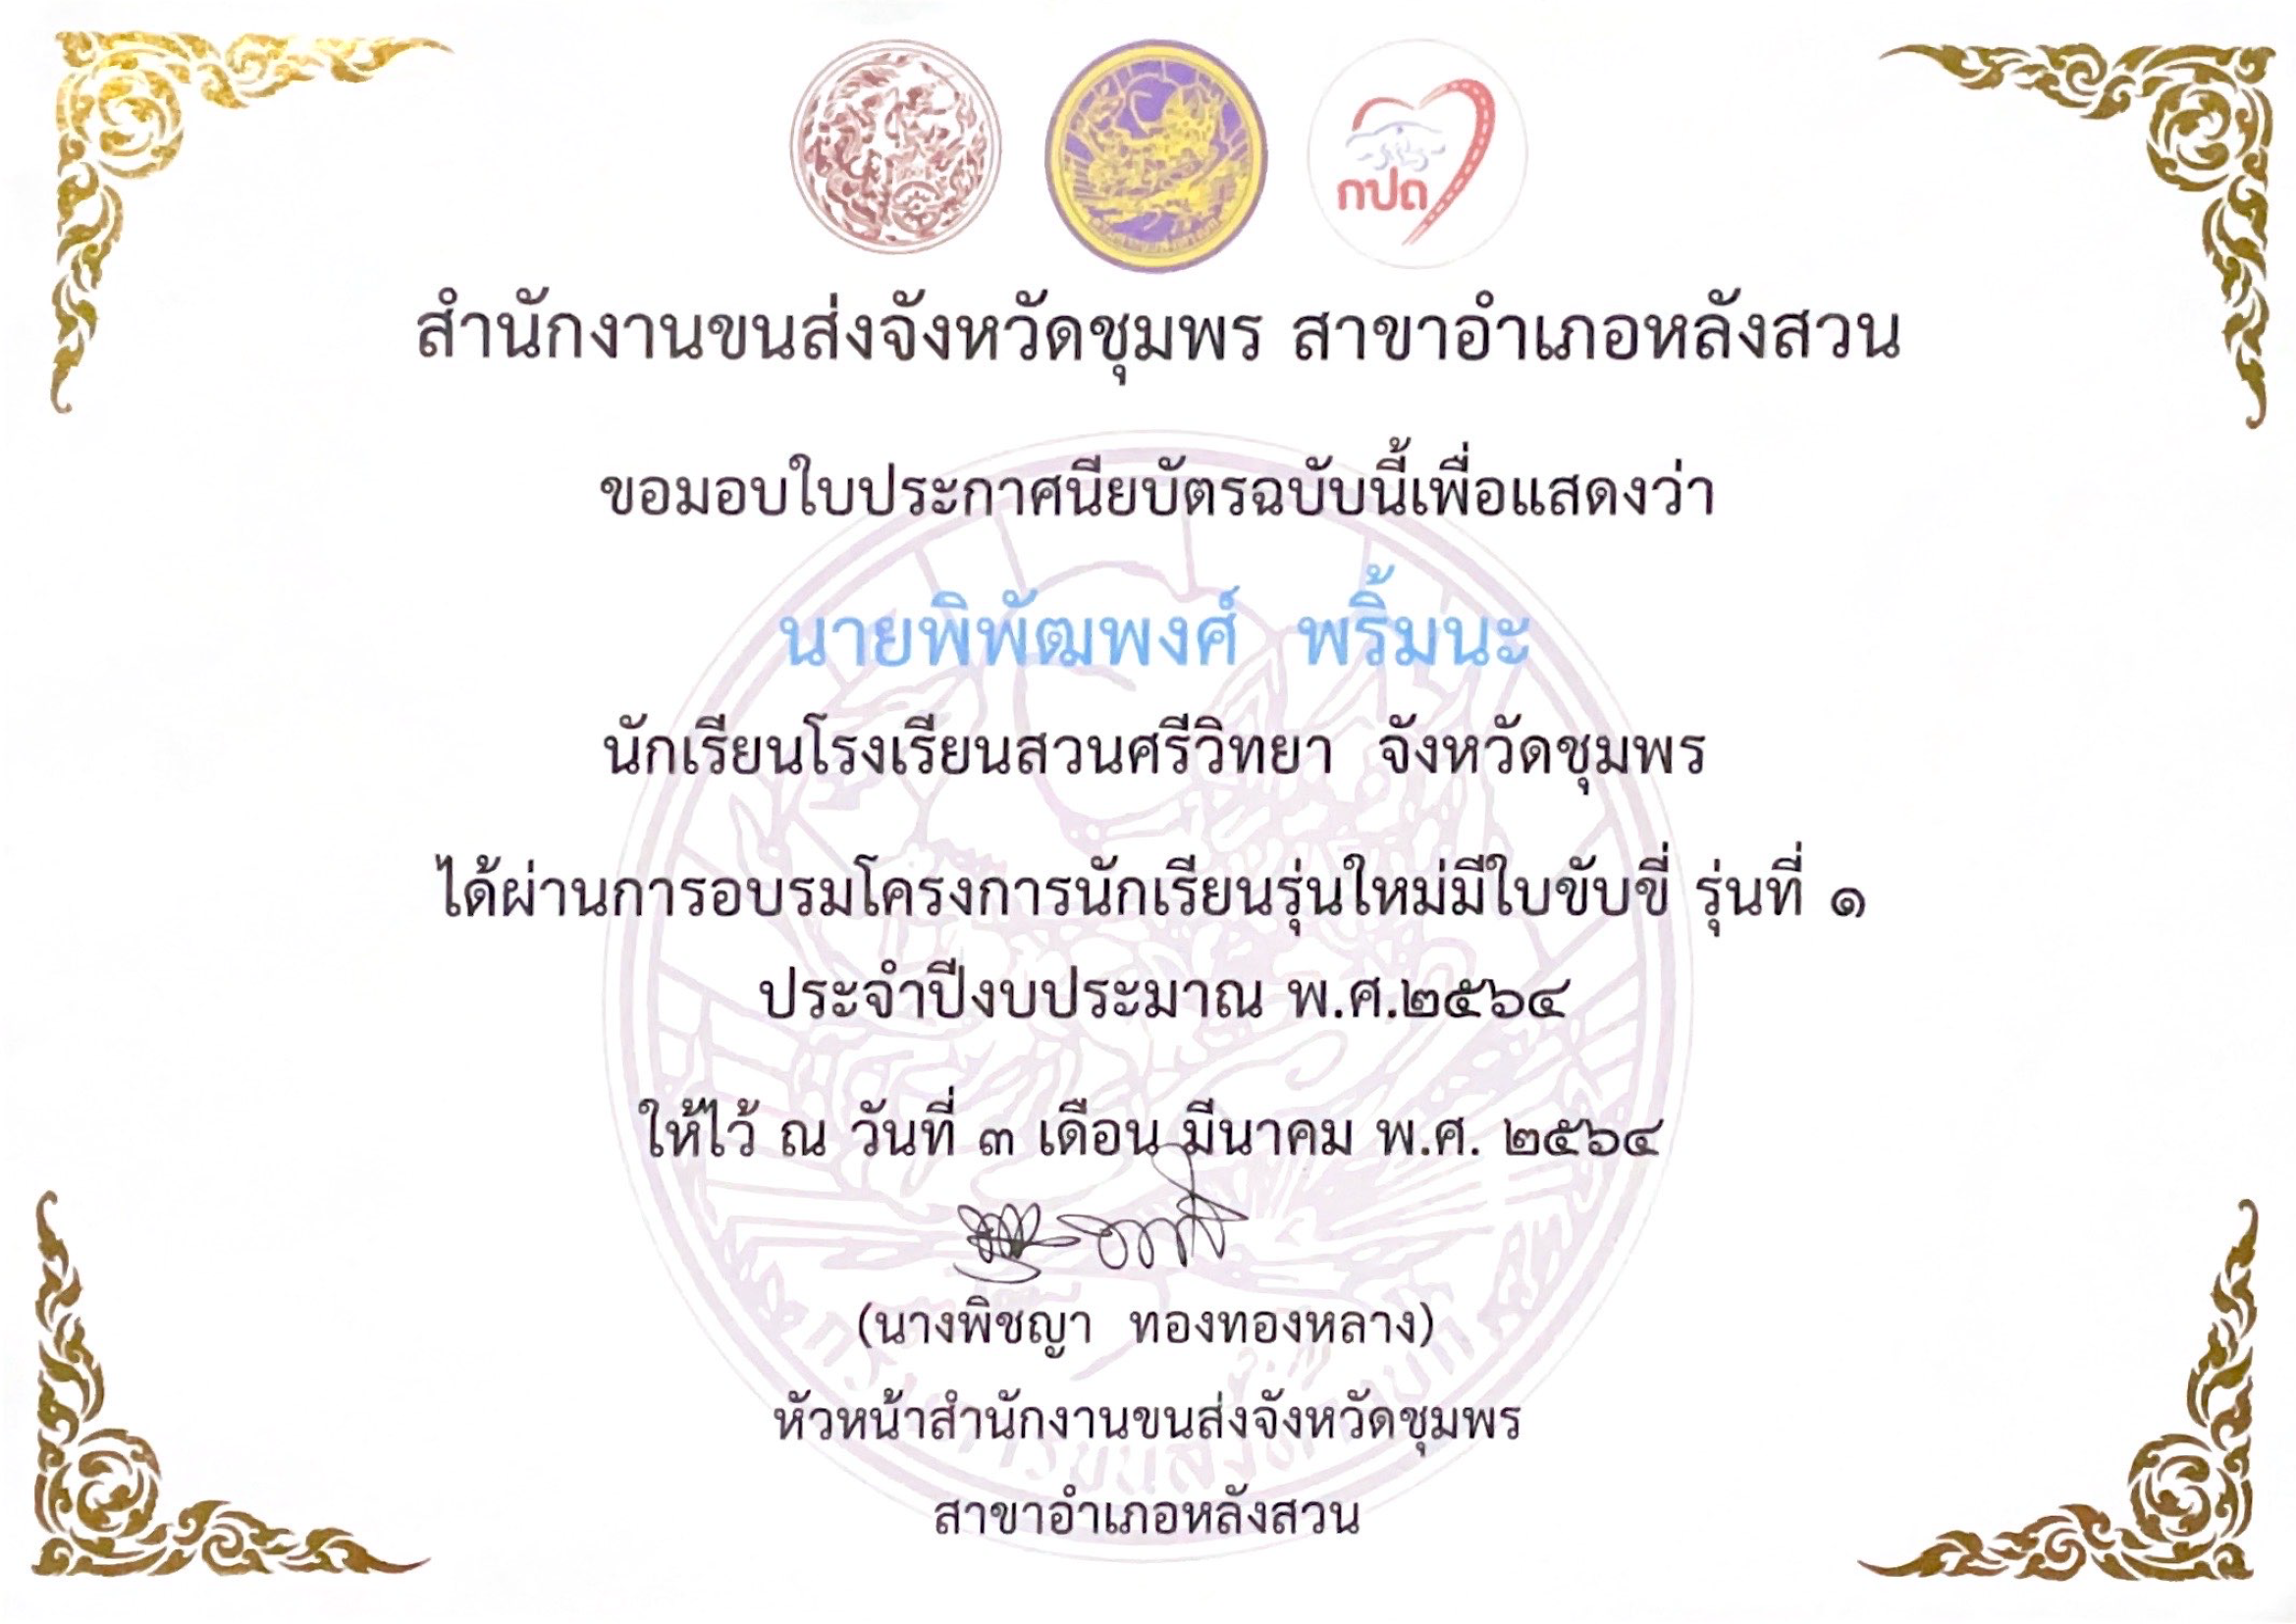 กปถ
สำนักงานขนส่งจังหวัดชุมพร สาขาอำเภอหลังสวน
ขอมอบใบประกาศนียบัตรฉบับนี้เพื่อแสดงว่า
นายพิพัฒพงศ์ พริ้มนะ
นักเรียนโรงเรียนสวนศรีวิทยา จังหวัดชุมพร
ได้ผ่านการอบรมโครงการนักเรียนรุ่นใหม่มีใบขับขี่ รุ่นที่ ๑
ประจำปีงบประมาณ พ.ศ.๒๕๖๔
ให้ไว้ ณ วันที่ ๓ เดือน มีนาคม พ.ศ. ๒๕๖๔
(นางพิชญา ทองทองหลาง)
หัวหน้าสำนักงานขนส่งจังหวัดชุมพร
สาขาอำเภอหลังสวน